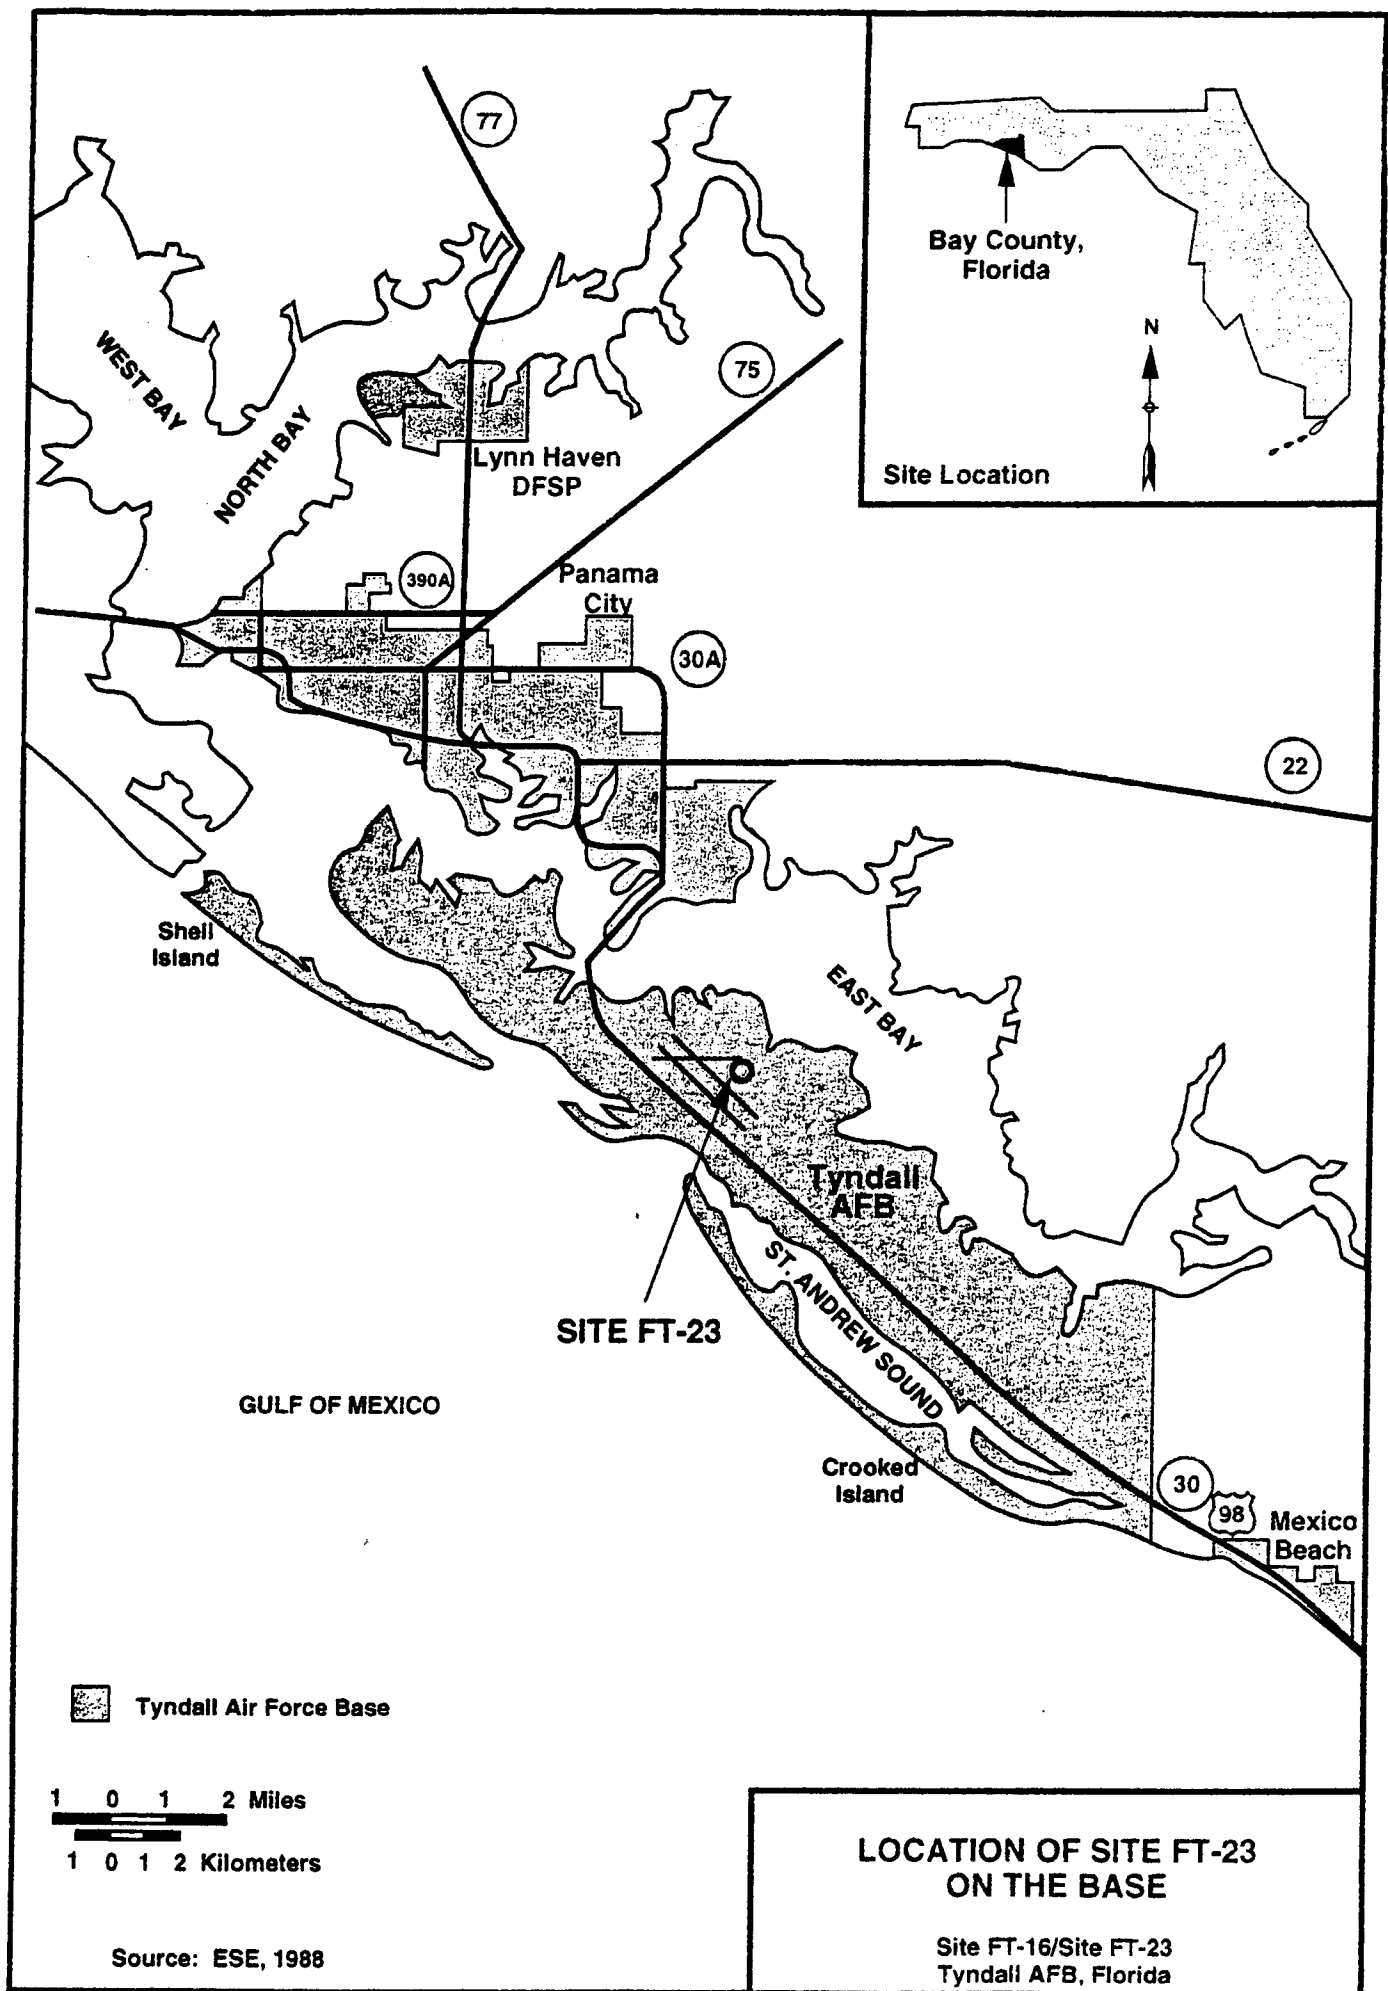 77
Bay County,
Florida
N
Site Location
WEST BAY
NORTH BAY
75
Lynn Haven
DFSP
390A
Panama
City
30A
22
Shell
Island
EAST BAY
Tyndall
AFB
ST. ANDREW SOUND
SITE FT-23
GULF OF MEXICO
Crooked
Island
30
98
Mexico
Beach
Tyndall Air Force Base
1 0 1 2 Miles
1 0 1 2 Kilometers
Source: ESE, 1988
LOCATION OF SITE FT-23
ON THE BASE
Site FT-16/Site FT-23
Tyndall AFB, Florida